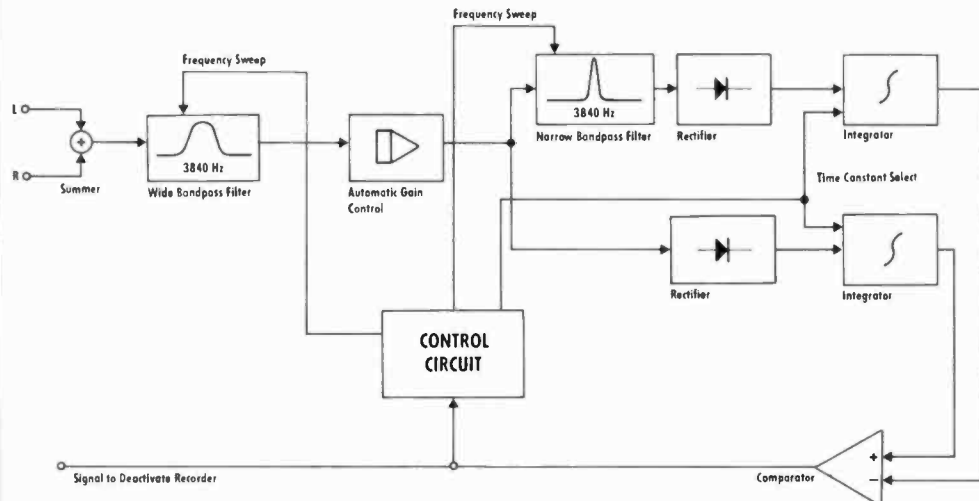 Frequency Sweep
Frequency Sweep
L
R
+
Summer
3840 Hz
Wide Bandpass Filter
Automatic Gain
Control
3840 Hz
Narrow Bandpass Filter
Rectifier
Integrator
Time Constant Select
Rectifier
Integrator
CONTROL
CIRCUIT
Signal to Deactivate Recorder
Comparator
+
−